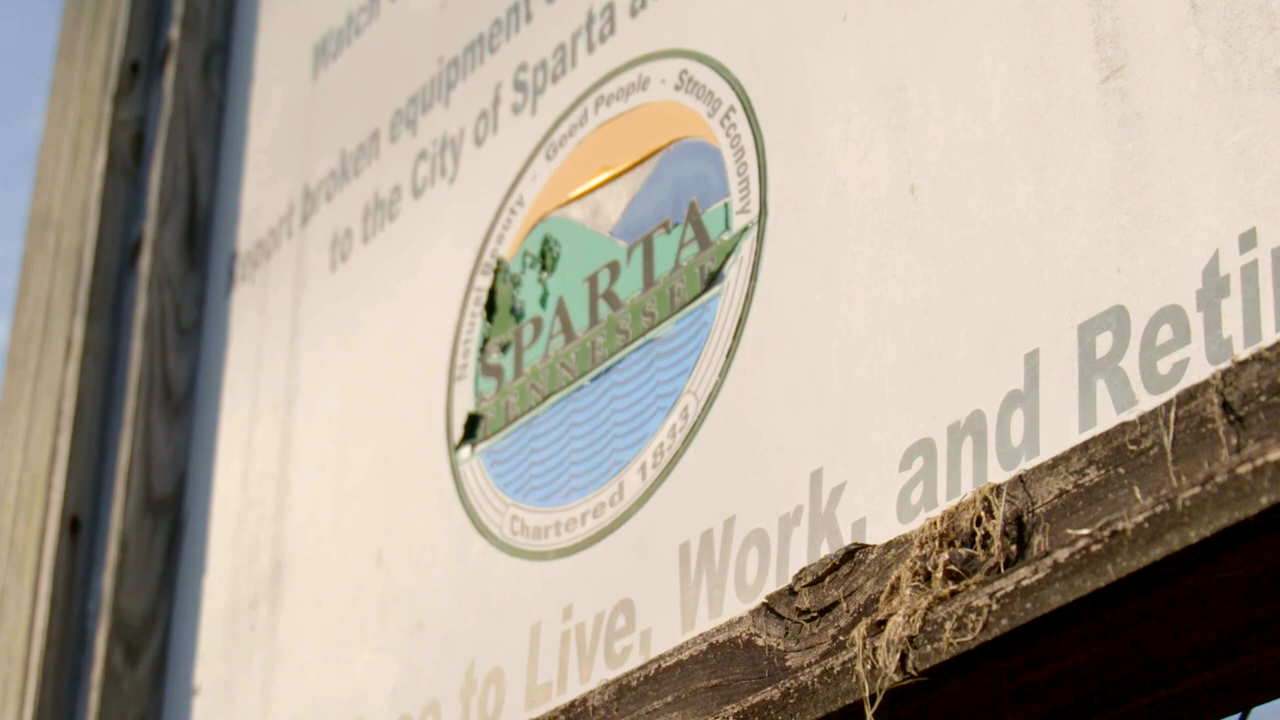 Watch
Report broken equipment
to the City of Sparta
Natural Beauty · Good People · Strong Economy
SPARTA
TENNESSEE
Chartered 1833
to Live, Work, and